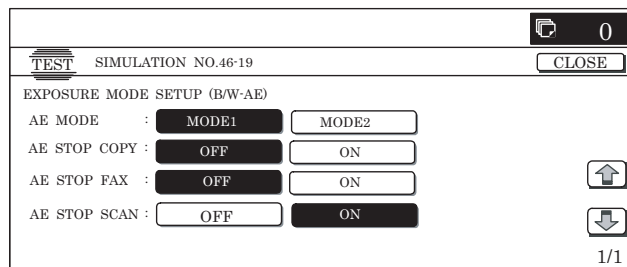 0
TEST SIMULATION NO.46-19 CLOSE
EXPOSURE MODE SETUP (B/W-AE)
AE MODE : MODE1 MODE2
AE STOP COPY : OFF ON
AE STOP FAX : OFF ON
AE STOP SCAN : OFF ON
1/1